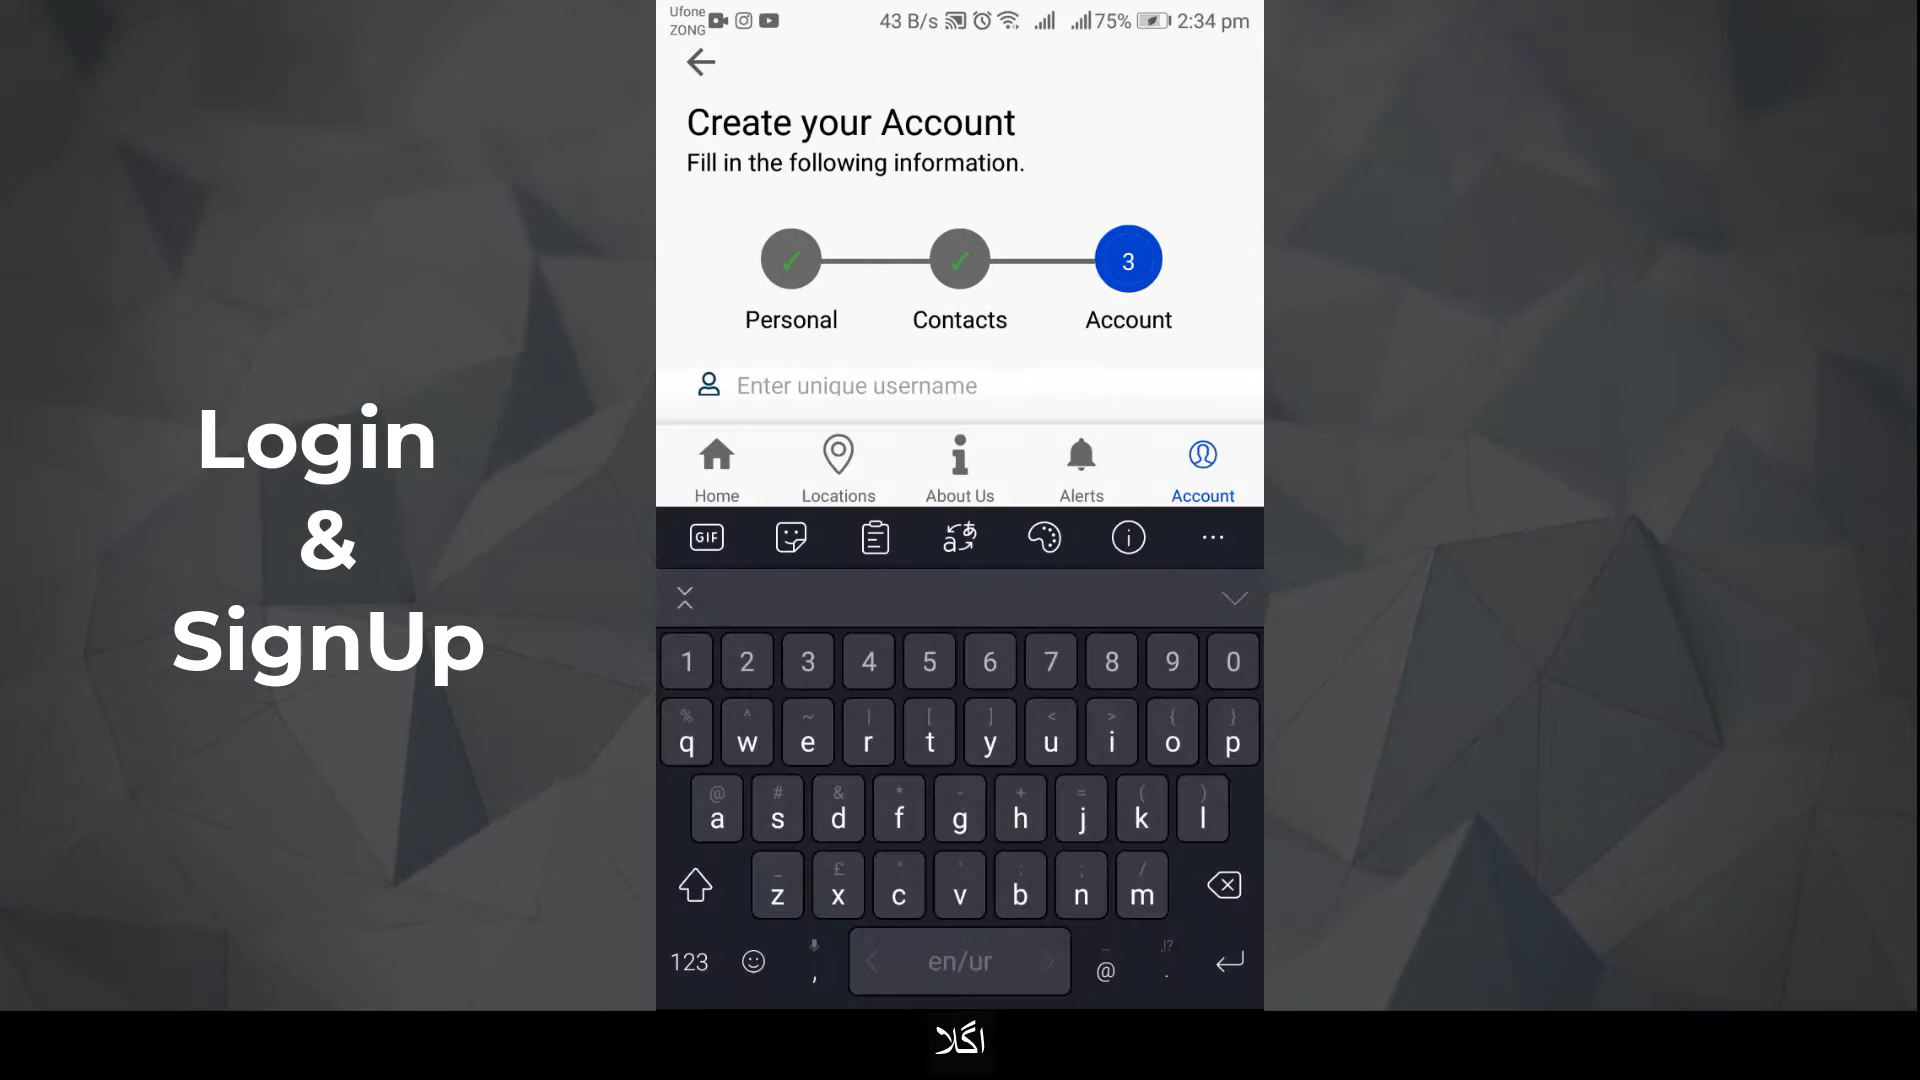 Login
&
SignUp
Ufone
ZONG
43 B/s 75% 2:34 pm
Create your Account
Fill in the following information.
3
Personal Contacts Account
Enter unique username
Home Locations About Us Alerts Account
GIF
1 2 3 4 5 6 7 8 9 0
% ^ ~ | [ ] < > { }
q w e r t y u i o p
@ # & * - + = ( )
a s d f g h j k l
_ £ " ' : ; /
z x c v b n m
123 , en/ur @ .!? .
اگلا